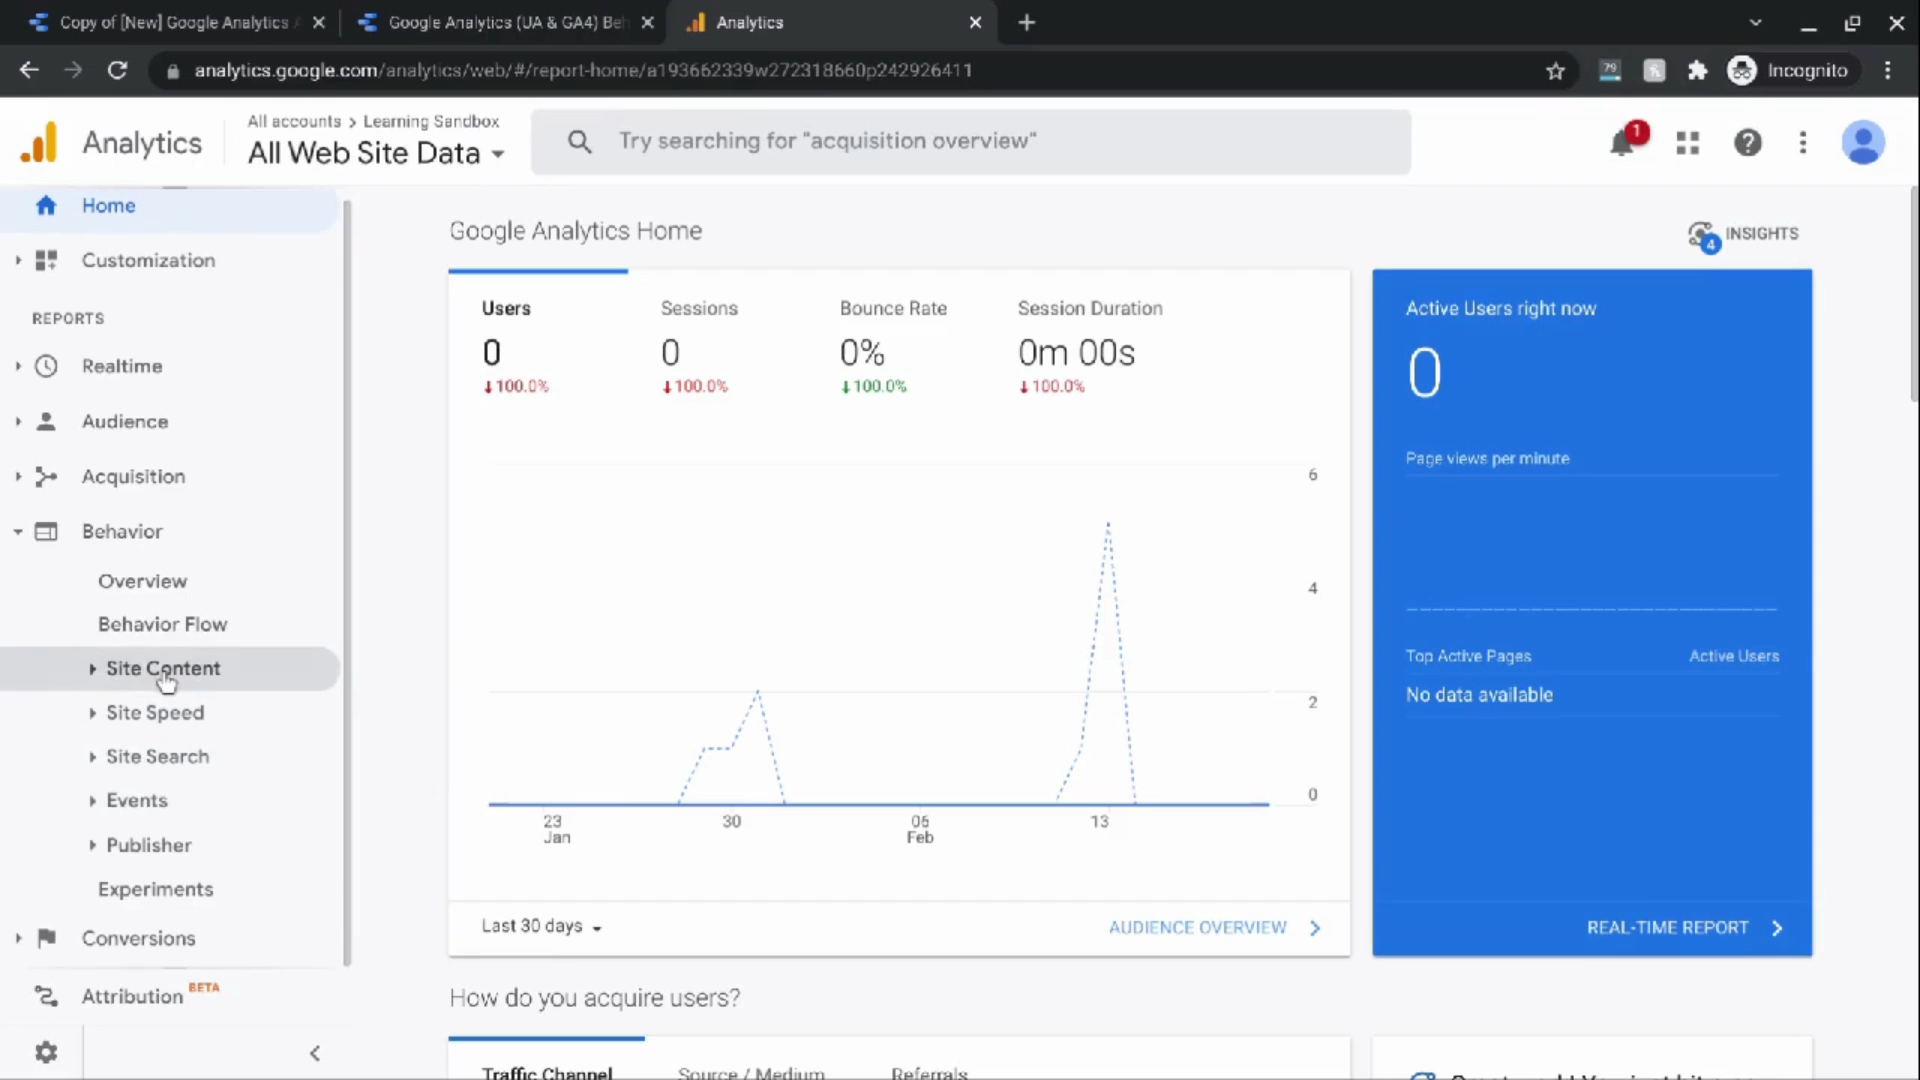 Copy of [New] Google Analytics
Google Analytics (UA & GA4) Beh
Analytics
analytics.google.com/analytics/web/#/report-home/a193662339w272318660p242926411
79
Incognito
Analytics
All accounts > Learning Sandbox
All Web Site Data
Try searching for "acquisition overview"
1
Home
Customization
REPORTS
Realtime
Audience
Acquisition
Behavior
Overview
Behavior Flow
Site Content
Site Speed
Site Search
Events
Publisher
Experiments
Conversions
Attribution BETA
Google Analytics Home
4 INSIGHTS
Users Sessions Bounce Rate Session Duration
0 0 0% 0m 00s
↓100.0% ↓100.0% ↓100.0% ↓100.0%
6
4
2
0
23 30 06 13
Jan Feb
Last 30 days
AUDIENCE OVERVIEW
Active Users right now
0
Page views per minute
Top Active Pages Active Users
No data available
REAL-TIME REPORT
How do you acquire users?
Traffic Channel Source / Medium Referrals